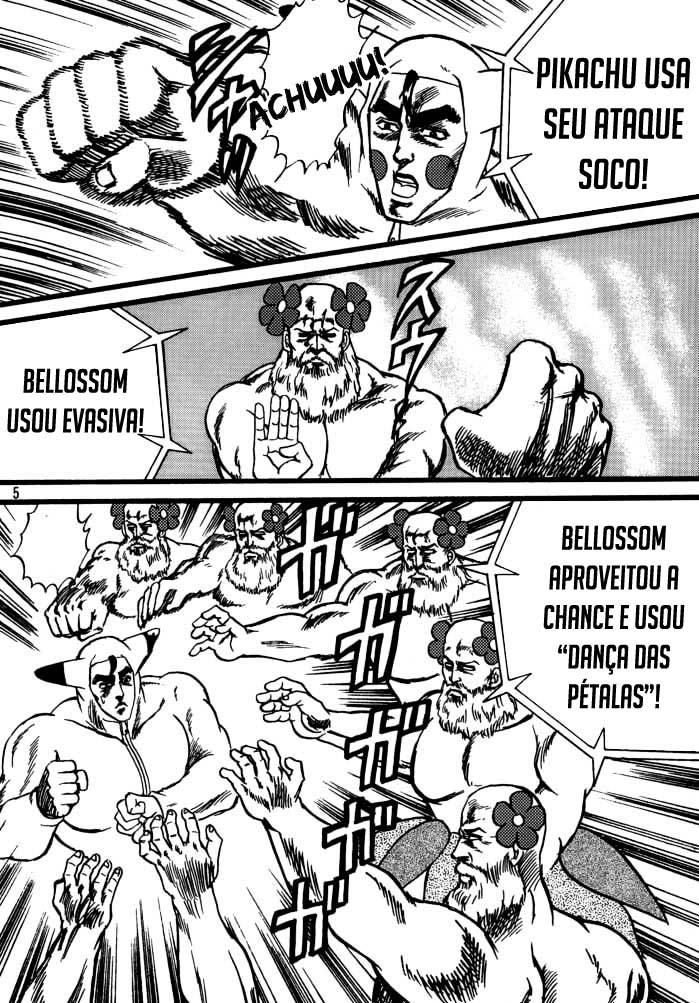 PIKACHU USA
SEU ATAQUE
SOCO!
ACHUUUU!
BELLOSSOM
USOU EVASIVA!
スウ
5
BELLOSSOM
APROVEITOU A
CHANCE E USOU
“DANÇA DAS
PÉTALAS”!
ガガガガガ